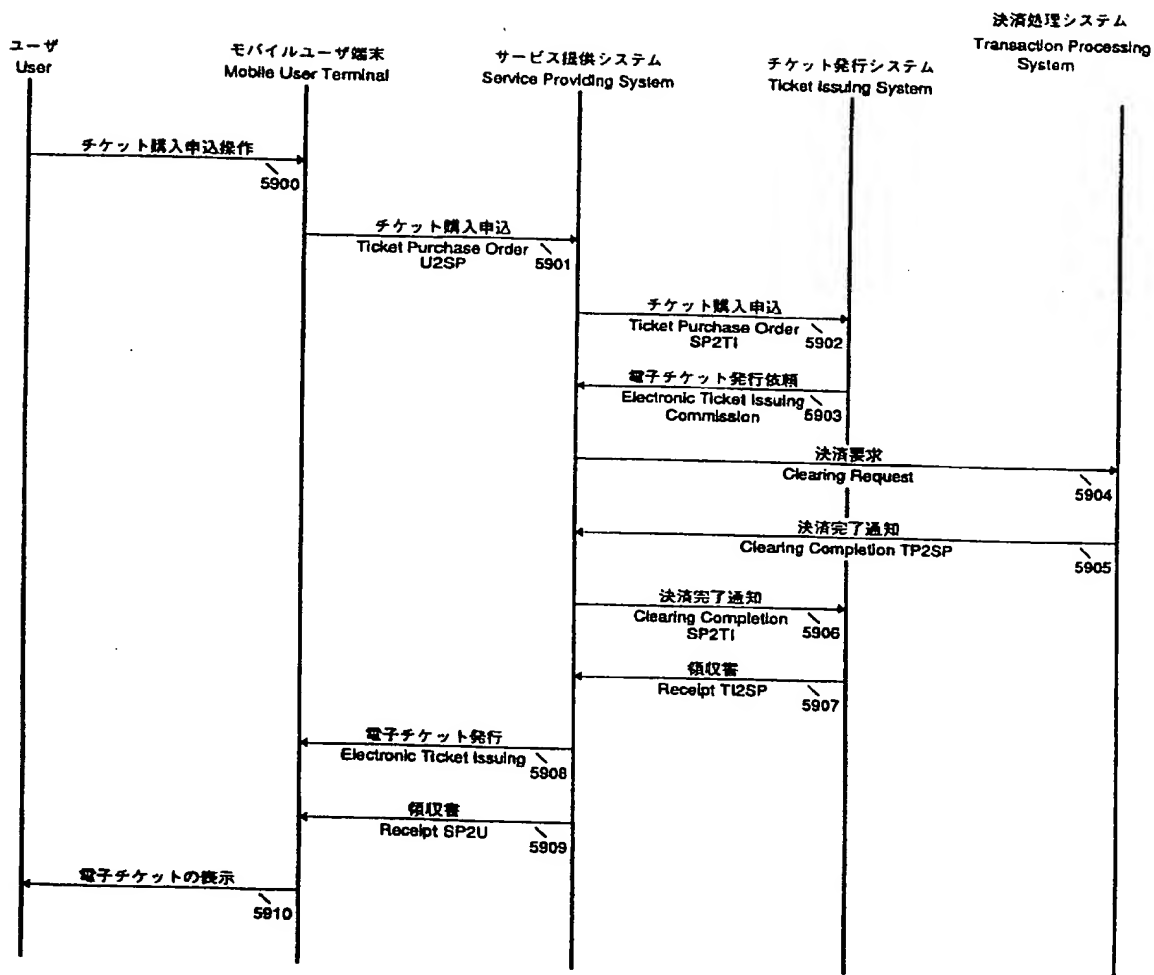 ユーザ
User
モバイルユーザ端末
Mobile User Terminal
サービス提供システム
Service Providing System
チケット発行システム
Ticket Issuing System
決済処理システム
Transaction Processing
System
チケット購入申込操作
5900
チケット購入申込
Ticket Purchase Order
U2SP
5901
チケット購入申込
Ticket Purchase Order
SP2TI
5902
電子チケット発行依頼
Electronic Ticket Issuing
Commission
5903
決済要求
Clearing Request
5904
決済完了通知
Clearing Completion TP2SP
5905
決済完了通知
Clearing Completion
SP2TI
5906
領収書
Receipt TI2SP
5907
電子チケット発行
Electronic Ticket Issuing
5908
領収書
Receipt SP2U
5909
電子チケットの表示
5910